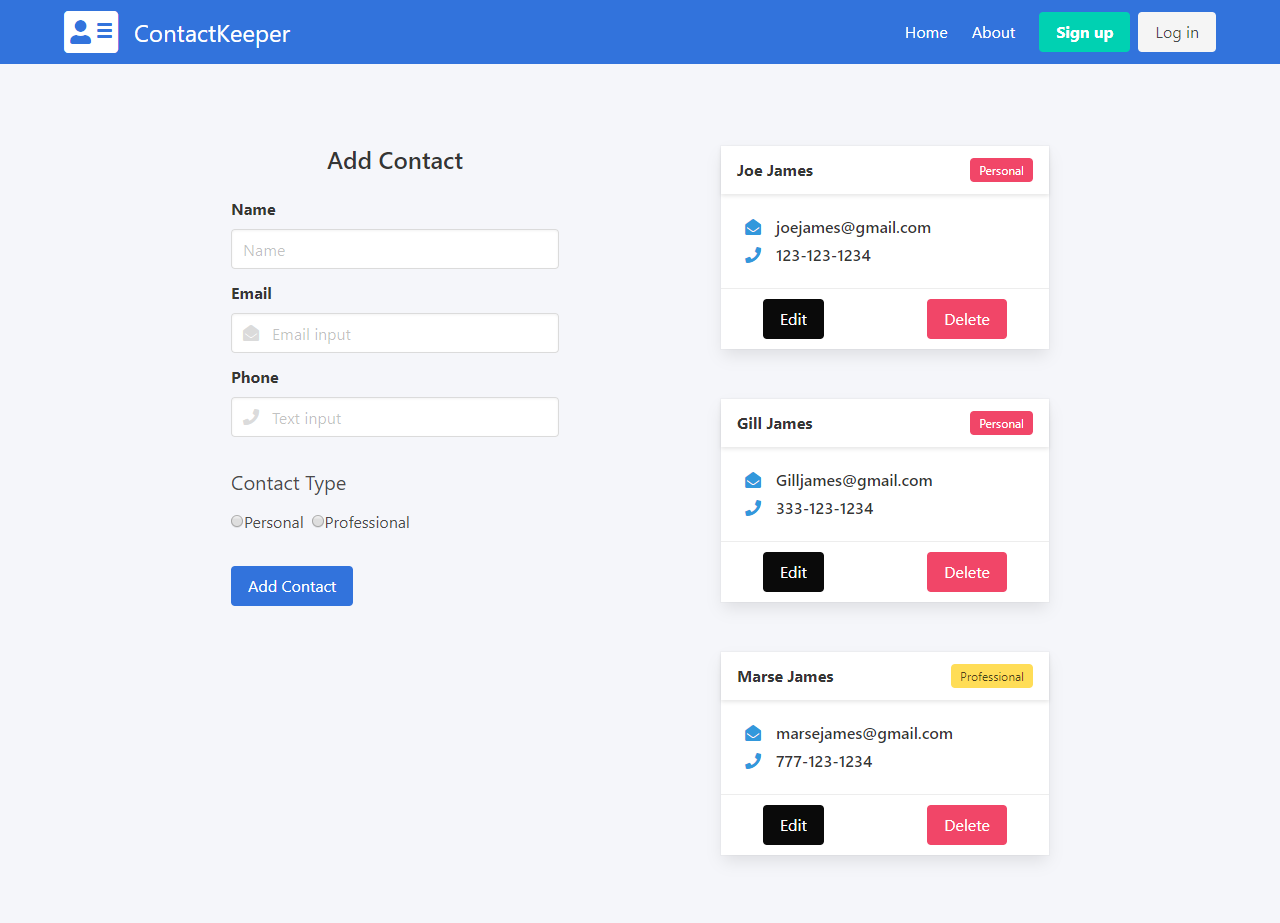 ContactKeeper
Home About Sign up Log in
Add Contact
Name
Name
Email
Email input
Phone
Text input
Contact Type
Personal Professional
Add Contact
Joe James Personal
joejames@gmail.com
123-123-1234
Edit Delete
Gill James Personal
Gilljames@gmail.com
333-123-1234
Edit Delete
Marse James Professional
marsejames@gmail.com
777-123-1234
Edit Delete